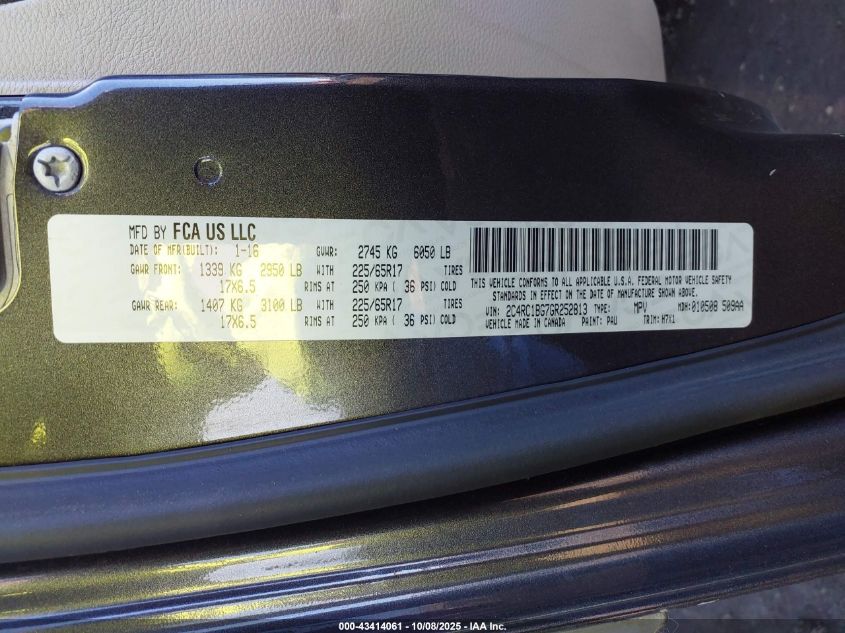 MFD BY FCA US LLC
DATE OF MFR(BUILT): 1-16 GVWR: 2745 KG 6050 LB
GAWR FRONT: 1339 KG 2950 LB WITH 225/65R17 TIRES
17X6.5 RIMS AT 250 KPA ( 36 PSI) COLD
GAWR REAR: 1407 KG 3100 LB WITH 225/65R17 TIRES
17X6.5 RIMS AT 250 KPA ( 36 PSI) COLD
THIS VEHICLE CONFORMS TO ALL APPLICABLE U.S.A. FEDERAL MOTOR VEHICLE SAFETY
STANDARDS IN EFFECT ON THE DATE OF MANUFACTURE SHOWN ABOVE.
VIN: 2C4RC1BG7GR252813 TYPE: MPV MDH: 010508 509AA
VEHICLE MADE IN CANADA PAINT: PAU TRIM: H7X1
000-43414061 - 10/08/2025 - IAA Inc.